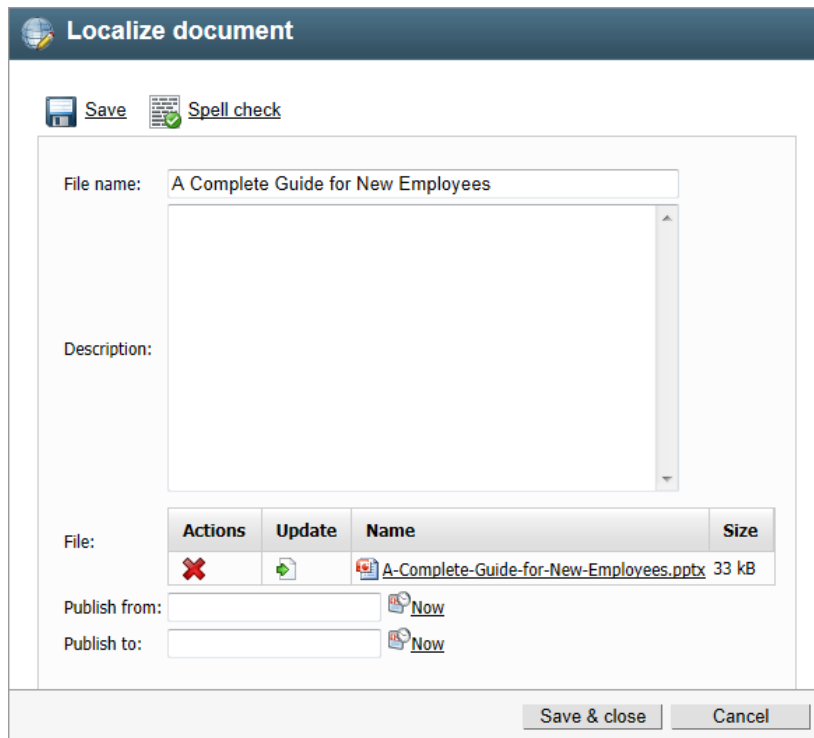 Localize document
Save Spell check
File name: A Complete Guide for New Employees
Description:
Actions Update Name Size
File:
A-Complete-Guide-for-New-Employees.pptx 33 kB
Publish from: Now
Publish to: Now
Save & close Cancel